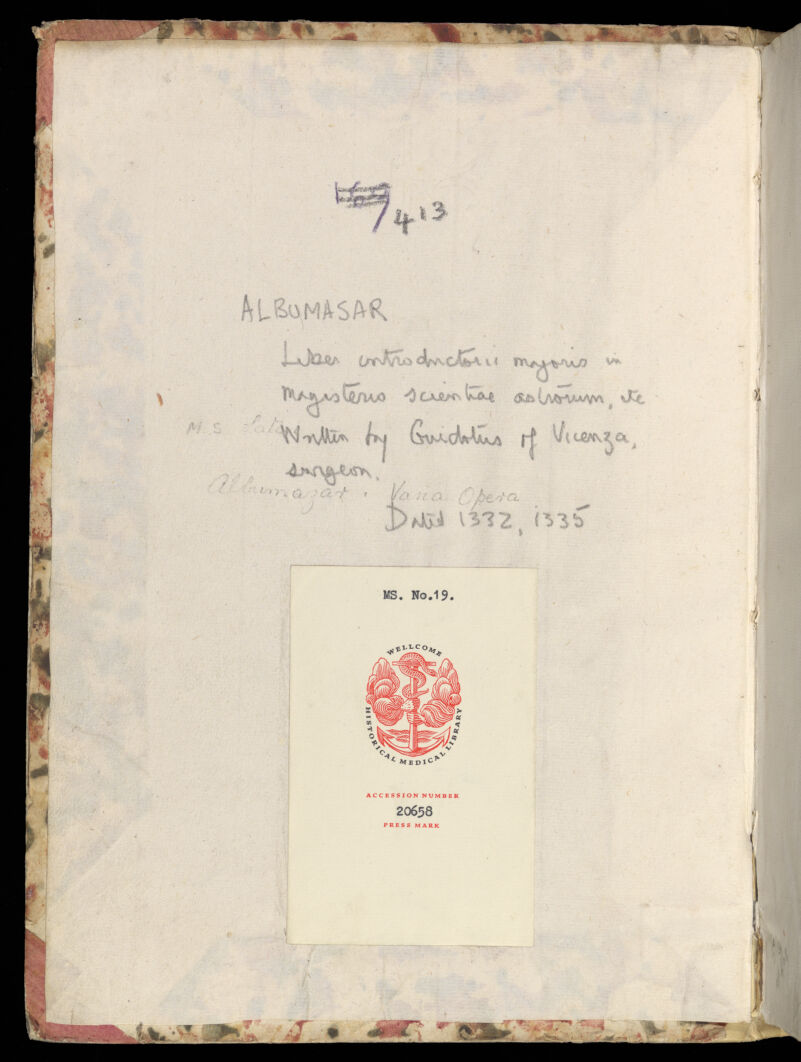 413
ALBUMASAR
Liber introductorii majoris in
magisterio scientiae astrorum, etc
M.S.
Written by Guidotus of Vicenza,
surgeon.
Albumazar. Varia Opera
Dated 1332, 1335
MS. No.19.
WELLCOME
HISTORICAL MEDICAL LIBRARY
ACCESSION NUMBER
20658
PRESS MARK